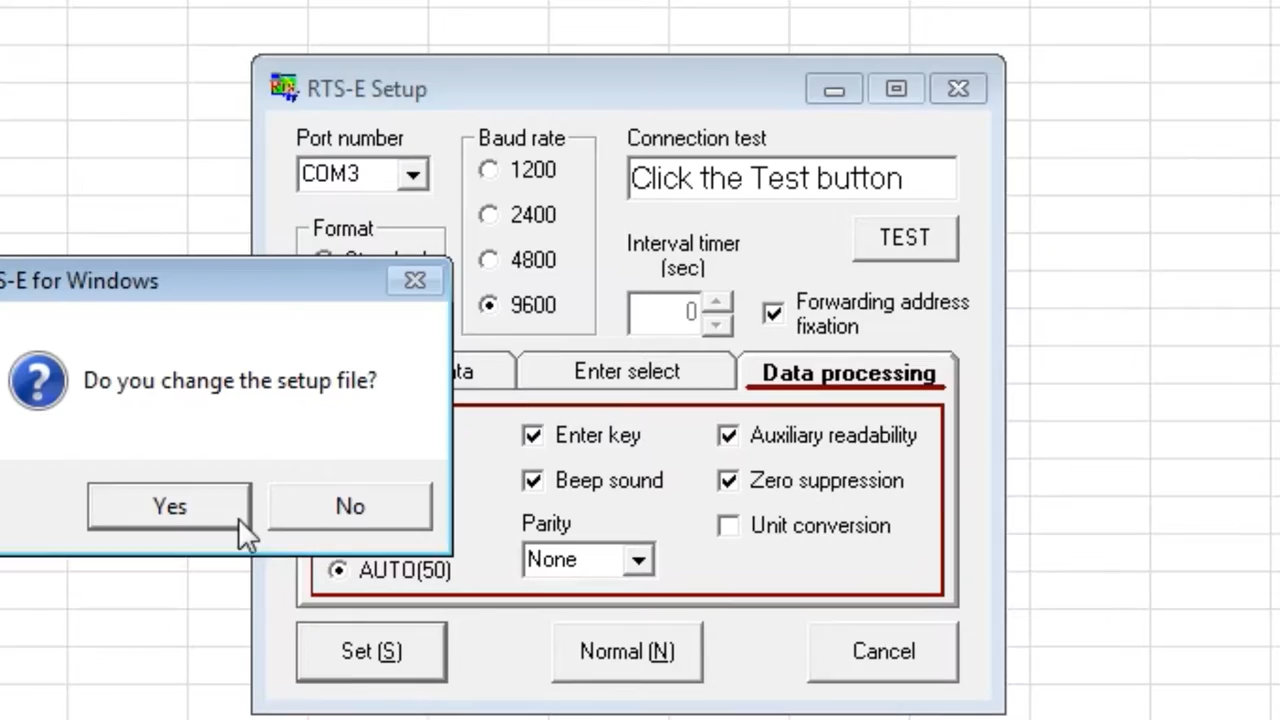 RTS-E Setup
Port number
COM3
Baud rate
1200
2400
4800
9600
Connection test
Click the Test button
TEST
Interval timer
(sec)
0
Forwarding address
fixation
Format
S-E for Windows
Do you change the setup file?
Yes
No
ta
Enter select
Data processing
Enter key
Beep sound
Parity
None
Auxiliary readability
Zero suppression
Unit conversion
AUTO(50)
Set (S)
Normal (N)
Cancel